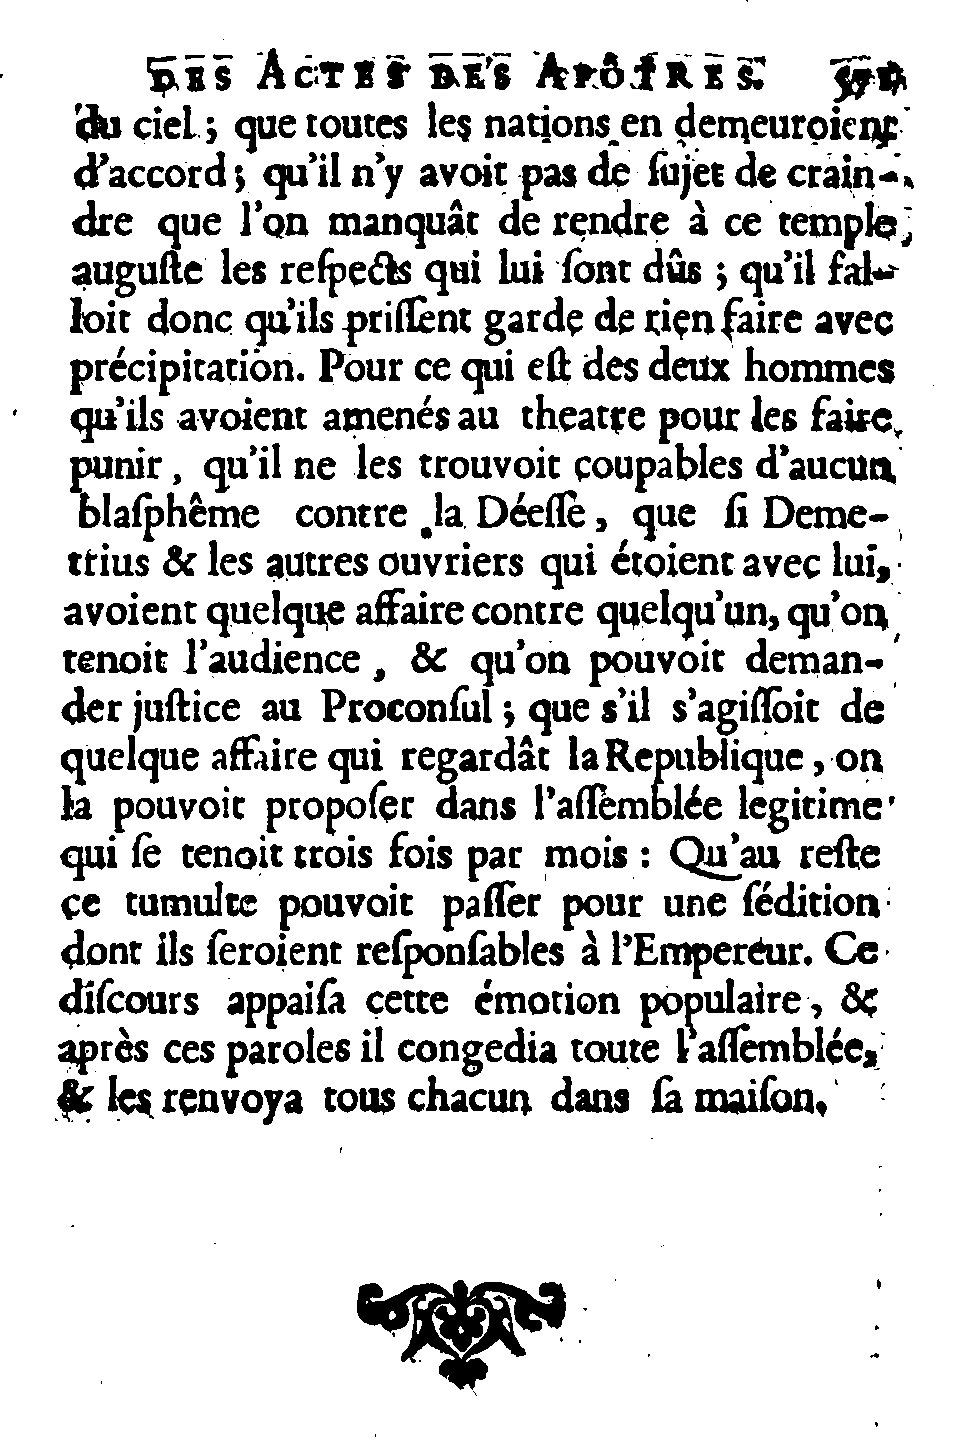 DES ACTES DES APÔTRES.
du ciel ; que toutes les nations en demeuroient
d'accord ; qu'il n'y avoit pas de ſujet de crain-
dre que l'on manquât de rendre à ce temple
auguſte les reſpects qui lui ſont dûs ; qu'il fal-
loit donc qu'ils priſſent garde de rien faire avec
précipitation. Pour ce qui eſt des deux hommes
qu'ils avoient amenés au theatre pour les faire
punir , qu'il ne les trouvoit coupables d'aucun
blaſphême contre la Déeſſe , que ſi Deme-
trius & les autres ouvriers qui étoient avec lui,
avoient quelque affaire contre quelqu'un, qu'on
tenoit l'audience , & qu'on pouvoit deman-
der juſtice au Proconſul ; que s'il s'agiſſoit de
quelque affaire qui regardât la Republique , on
la pouvoit propoſer dans l'aſſemblée legitime
qui ſe tenoit trois fois par mois : Qu'au reſte
ce tumulte pouvoit paſſer pour une ſédition
dont ils ſeroient reſponſables à l'Empereur. Ce
diſcours appaiſa cette émotion populaire , &
après ces paroles il congedia toute l'aſſemblée,
& les renvoya tous chacun dans ſa maiſon.